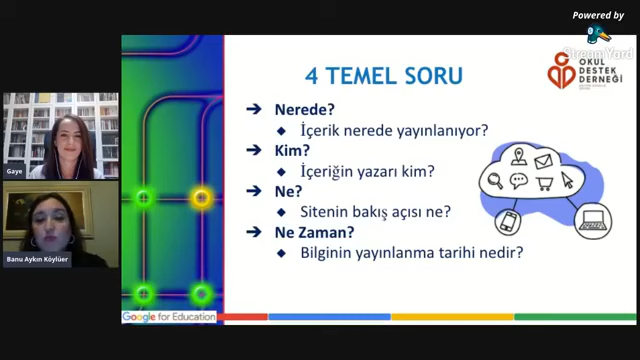 Powered by
StreamYard
OKUL
DESTEK
DERNEĞİ
4 TEMEL SORU
➔ Nerede?
◆ İçerik nerede yayınlanıyor?
➔ Kim?
◆ İçeriğin yazarı kim?
➔ Ne?
◆ Sitenin bakış açısı ne?
➔ Ne Zaman?
◆ Bilginin yayınlanma tarihi nedir?
Gaye
Banu Aykın Köylüer
Google for Education